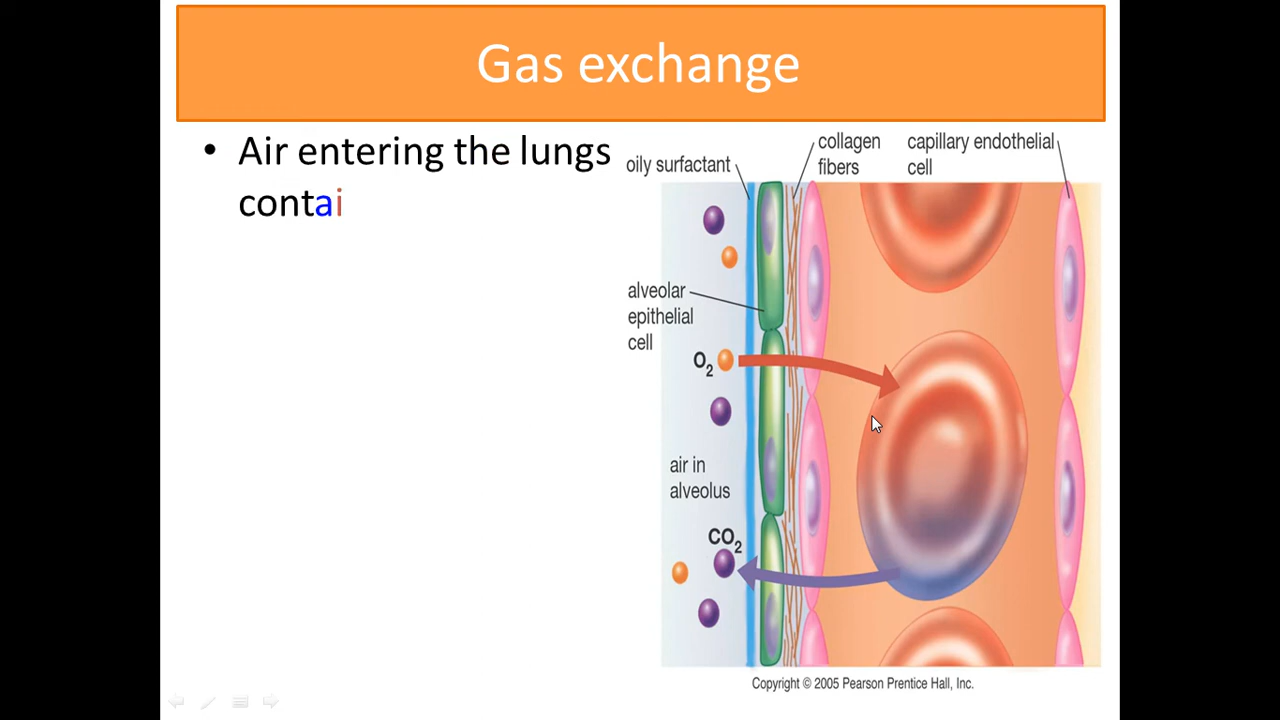 Gas exchange
• Air entering the lungs
contai
oily surfactant
collagen
fibers
capillary endothelial
cell
alveolar
epithelial
cell
O₂
air in
alveolus
CO₂
Copyright © 2005 Pearson Prentice Hall, Inc.